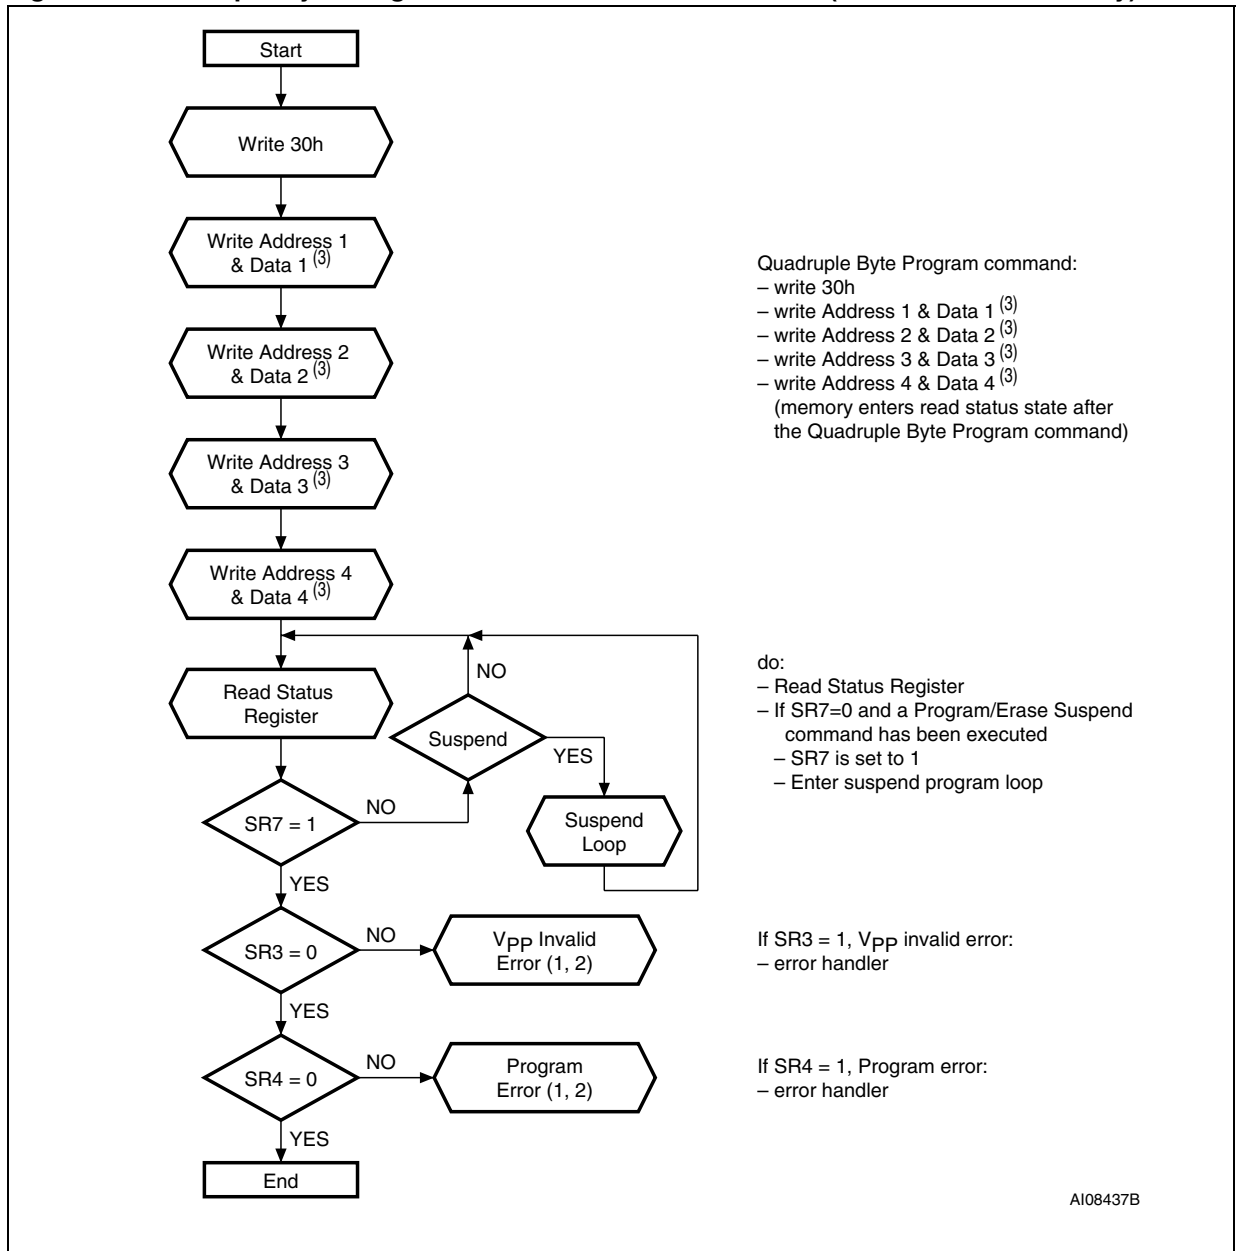 Start
Write 30h
Write Address 1
& Data 1 (3)
Write Address 2
& Data 2 (3)
Write Address 3
& Data 3 (3)
Write Address 4
& Data 4 (3)
Read Status
Register
NO
Suspend
YES
SR7 = 1
NO
Suspend
Loop
YES
SR3 = 0
NO
VPP Invalid
Error (1, 2)
YES
SR4 = 0
NO
Program
Error (1, 2)
YES
End
Quadruple Byte Program command:
– write 30h
– write Address 1 & Data 1 (3)
– write Address 2 & Data 2 (3)
– write Address 3 & Data 3 (3)
– write Address 4 & Data 4 (3)
(memory enters read status state after
the Quadruple Byte Program command)
do:
– Read Status Register
– If SR7=0 and a Program/Erase Suspend
command has been executed
– SR7 is set to 1
– Enter suspend program loop
If SR3 = 1, VPP invalid error:
– error handler
If SR4 = 1, Program error:
– error handler
AI08437B